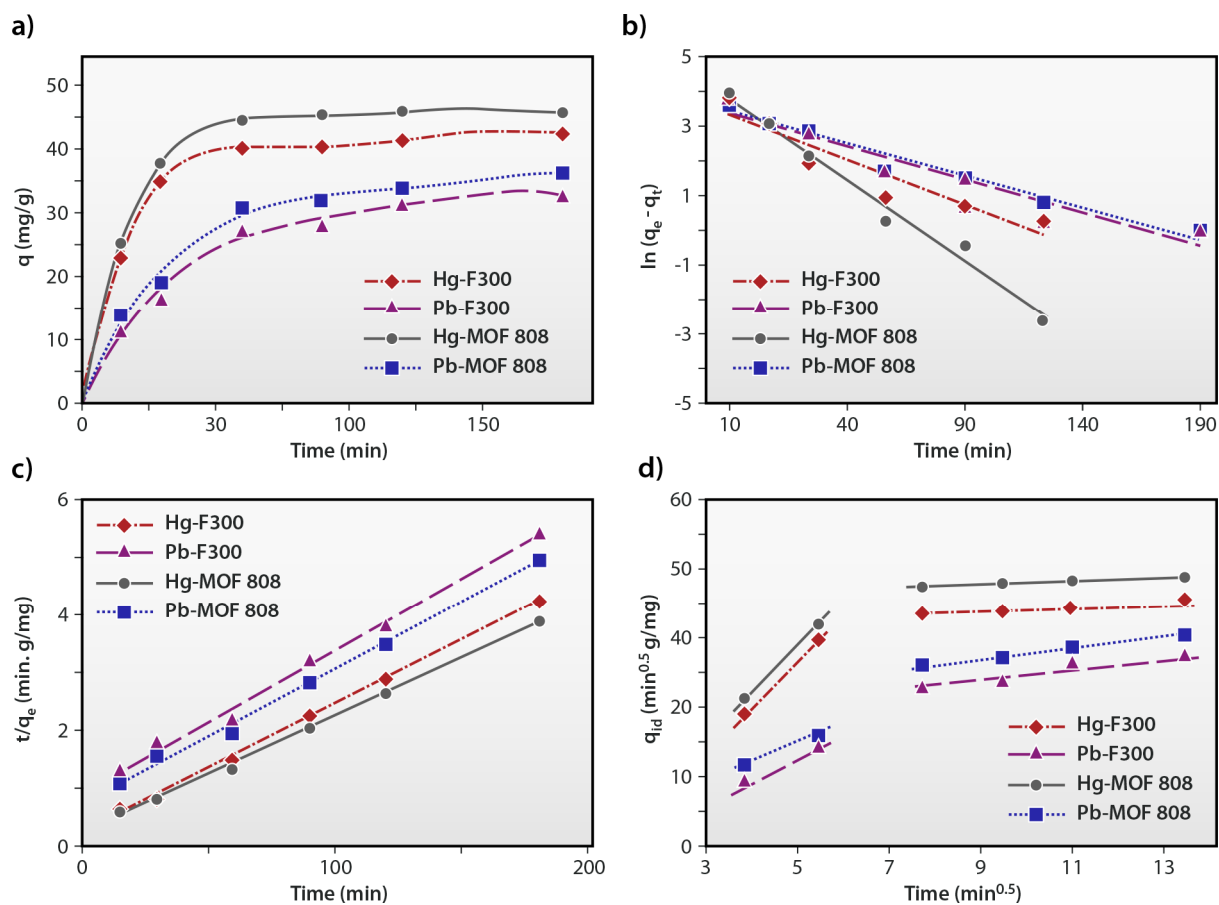 a)
50
40
30
20
10
0
q (mg/g)
0
30
100
150
Time (min)
Hg-F300
Pb-F300
Hg-MOF 808
Pb-MOF 808
b)
5
3
1
-1
-3
-5
ln (qe - qt)
10
40
90
140
190
Time (min)
Hg-F300
Pb-F300
Hg-MOF 808
Pb-MOF 808
c)
6
4
2
0
t/qe (min. g/mg)
0
100
200
Time (min)
Hg-F300
Pb-F300
Hg-MOF 808
Pb-MOF 808
d)
60
50
40
20
10
0
qid (min0.5 g/mg)
3
5
7
9
11
13
Time (min0.5)
Hg-F300
Pb-F300
Hg-MOF 808
Pb-MOF 808